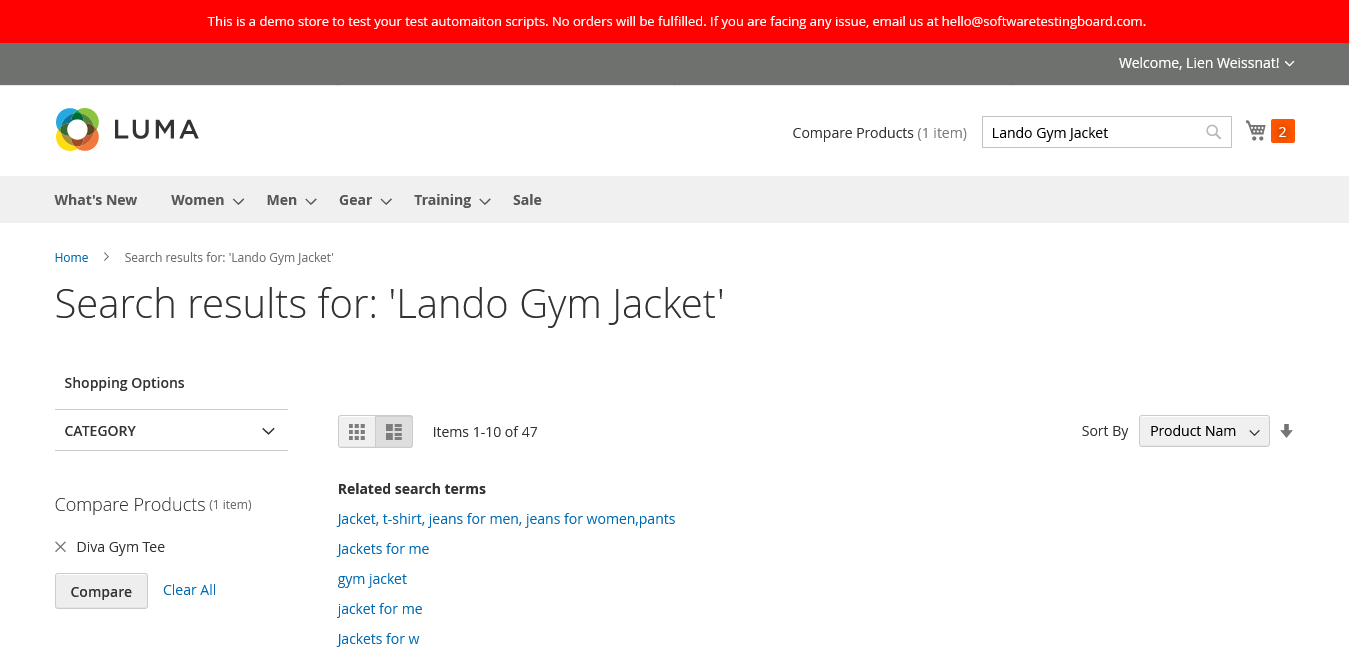 This is a demo store to test your test automaiton scripts. No orders will be fulfilled. If you are facing any issue, email us at hello@softwaretestingboard.com.
Welcome, Lien Weissnat!
LUMA
Compare Products (1 item)
Lando Gym Jacket
2
What's New
Women
Men
Gear
Training
Sale
Home
Search results for: 'Lando Gym Jacket'
Search results for: 'Lando Gym Jacket'
Shopping Options
CATEGORY
Items 1-10 of 47
Sort By
Product Nam
Compare Products (1 item)
Diva Gym Tee
Compare
Clear All
Related search terms
Jacket, t-shirt, jeans for men, jeans for women,pants
Jackets for me
gym jacket
jacket for me
Jackets for w